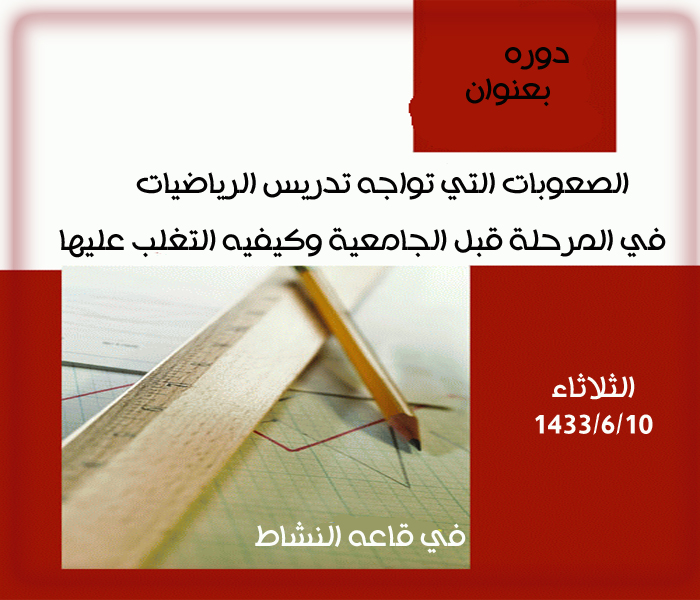 دوره
بعنوان
الصعوبات التي تواجه تدريس الرياضيات
في المرحلة قبل الجامعية وكيفيه التغلب عليها
الثلاثاء
1433/6/10
في قاعه النشاط